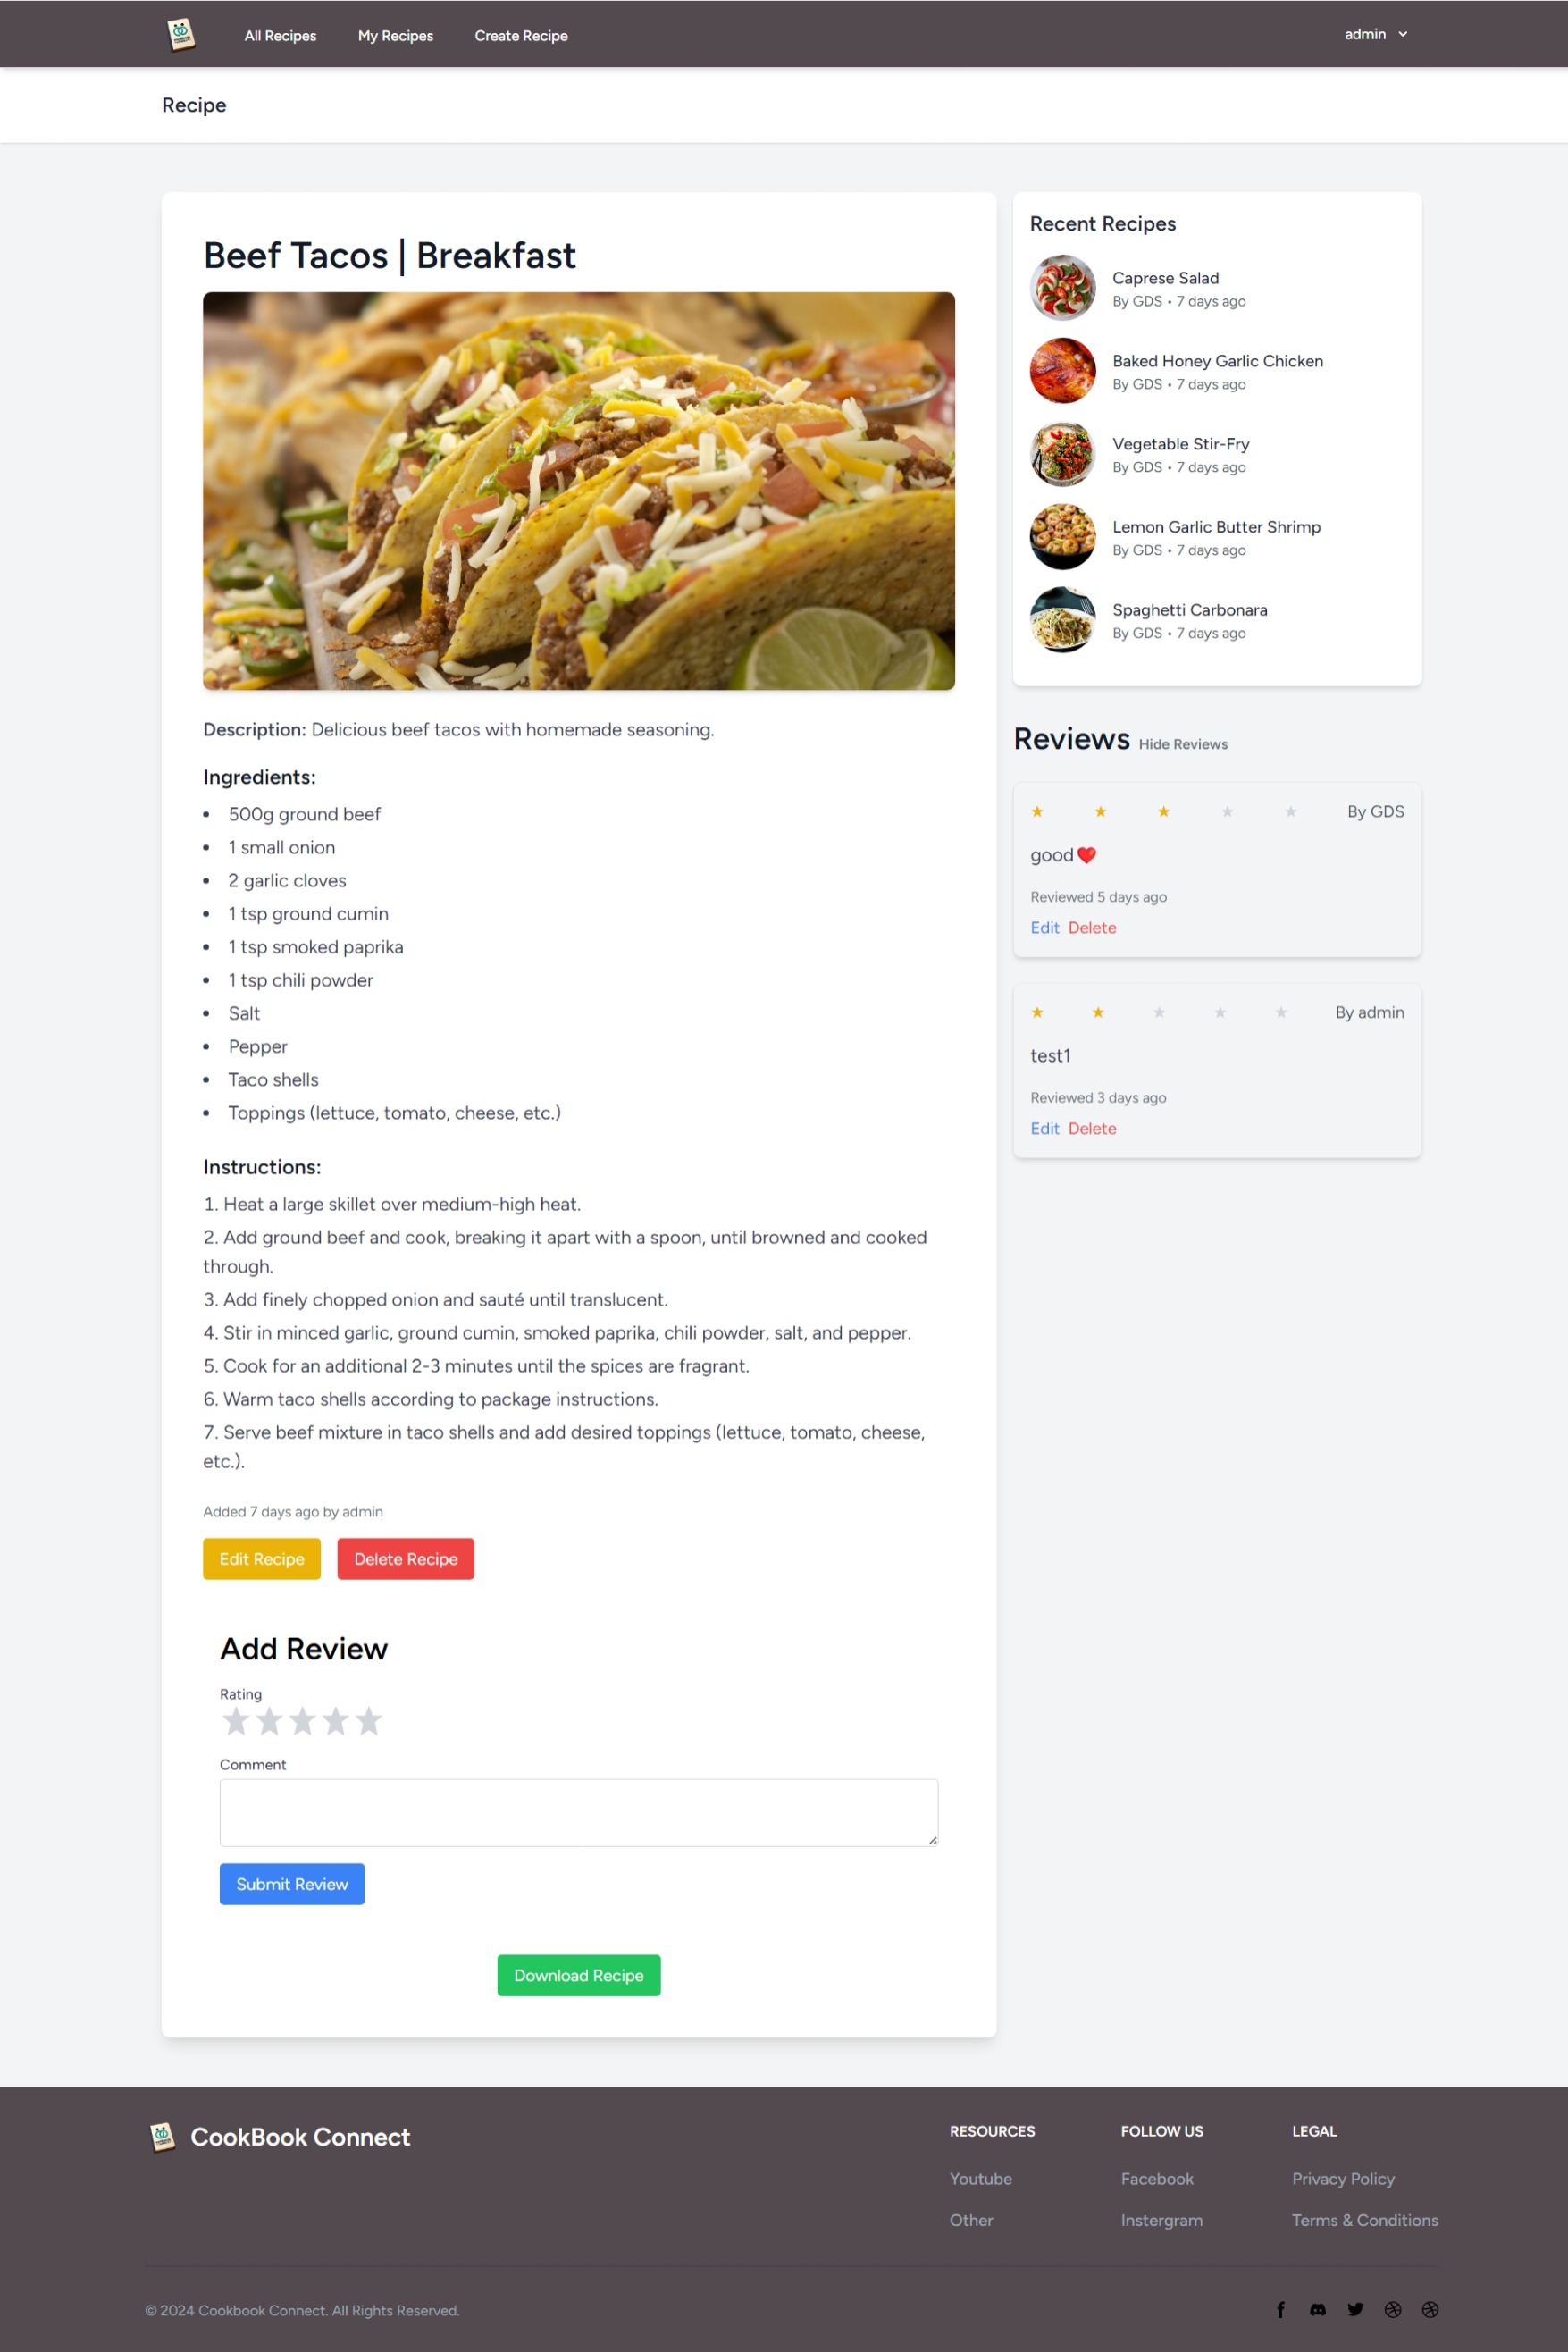 All Recipes
My Recipes
Create Recipe
admin
Recipe
Beef Tacos | Breakfast
Description: Delicious beef tacos with homemade seasoning.
Ingredients:
• 500g ground beef
• 1 small onion
• 2 garlic cloves
• 1 tsp ground cumin
• 1 tsp smoked paprika
• 1 tsp chili powder
• Salt
• Pepper
• Taco shells
• Toppings (lettuce, tomato, cheese, etc.)
Instructions:
1. Heat a large skillet over medium-high heat.
2. Add ground beef and cook, breaking it apart with a spoon, until browned and cooked
through.
3. Add finely chopped onion and sauté until translucent.
4. Stir in minced garlic, ground cumin, smoked paprika, chili powder, salt, and pepper.
5. Cook for an additional 2-3 minutes until the spices are fragrant.
6. Warm taco shells according to package instructions.
7. Serve beef mixture in taco shells and add desired toppings (lettuce, tomato, cheese,
etc.).
Added 7 days ago by admin
Edit Recipe
Delete Recipe
Add Review
Rating
Comment
Submit Review
Download Recipe
Recent Recipes
Caprese Salad
By GDS • 7 days ago
Baked Honey Garlic Chicken
By GDS • 7 days ago
Vegetable Stir-Fry
By GDS • 7 days ago
Lemon Garlic Butter Shrimp
By GDS • 7 days ago
Spaghetti Carbonara
By GDS • 7 days ago
Reviews Hide Reviews
★ ★ ★ ★ ★ By GDS
good❤️
Reviewed 5 days ago
Edit Delete
★ ★ ★ ★ ★ By admin
test1
Reviewed 3 days ago
Edit Delete
CookBook Connect
RESOURCES
Youtube
Other
FOLLOW US
Facebook
Instergram
LEGAL
Privacy Policy
Terms & Conditions
© 2024 Cookbook Connect. All Rights Reserved.